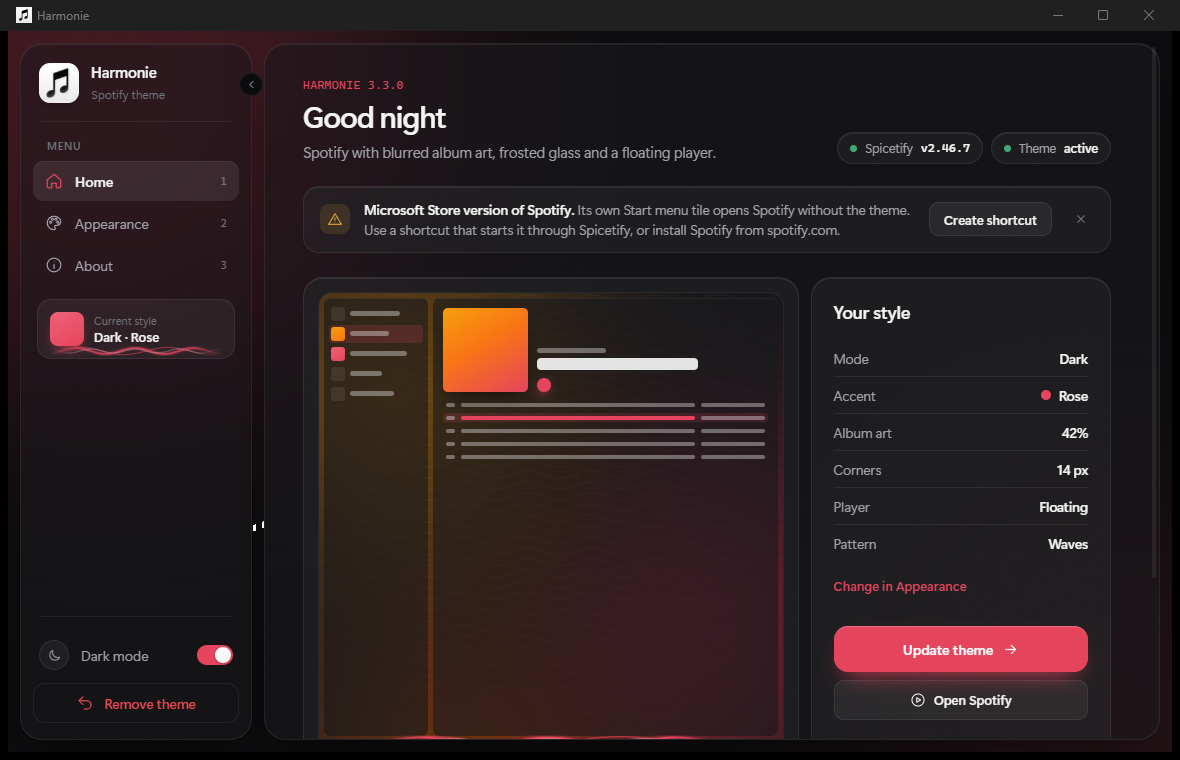 Harmonie
Harmonie
Spotify theme
MENU
Home 1
Appearance 2
About 3
Current style
Dark · Rose
Dark mode
Remove theme
HARMONIE 3.3.0
Good night
Spotify with blurred album art, frosted glass and a floating player.
Spicetify v2.46.7
Theme active
Microsoft Store version of Spotify. Its own Start menu tile opens Spotify without the theme.
Use a shortcut that starts it through Spicetify, or install Spotify from spotify.com.
Create shortcut
Your style
Mode Dark
Accent Rose
Album art 42%
Corners 14 px
Player Floating
Pattern Waves
Change in Appearance
Update theme
Open Spotify